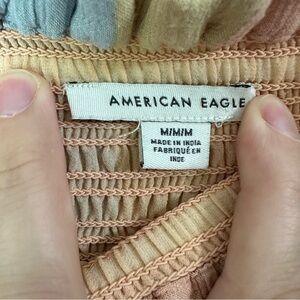 AMERICAN EAGLE
M/M/M
MADE IN INDIA
FABRIQUÉ EN
INDE